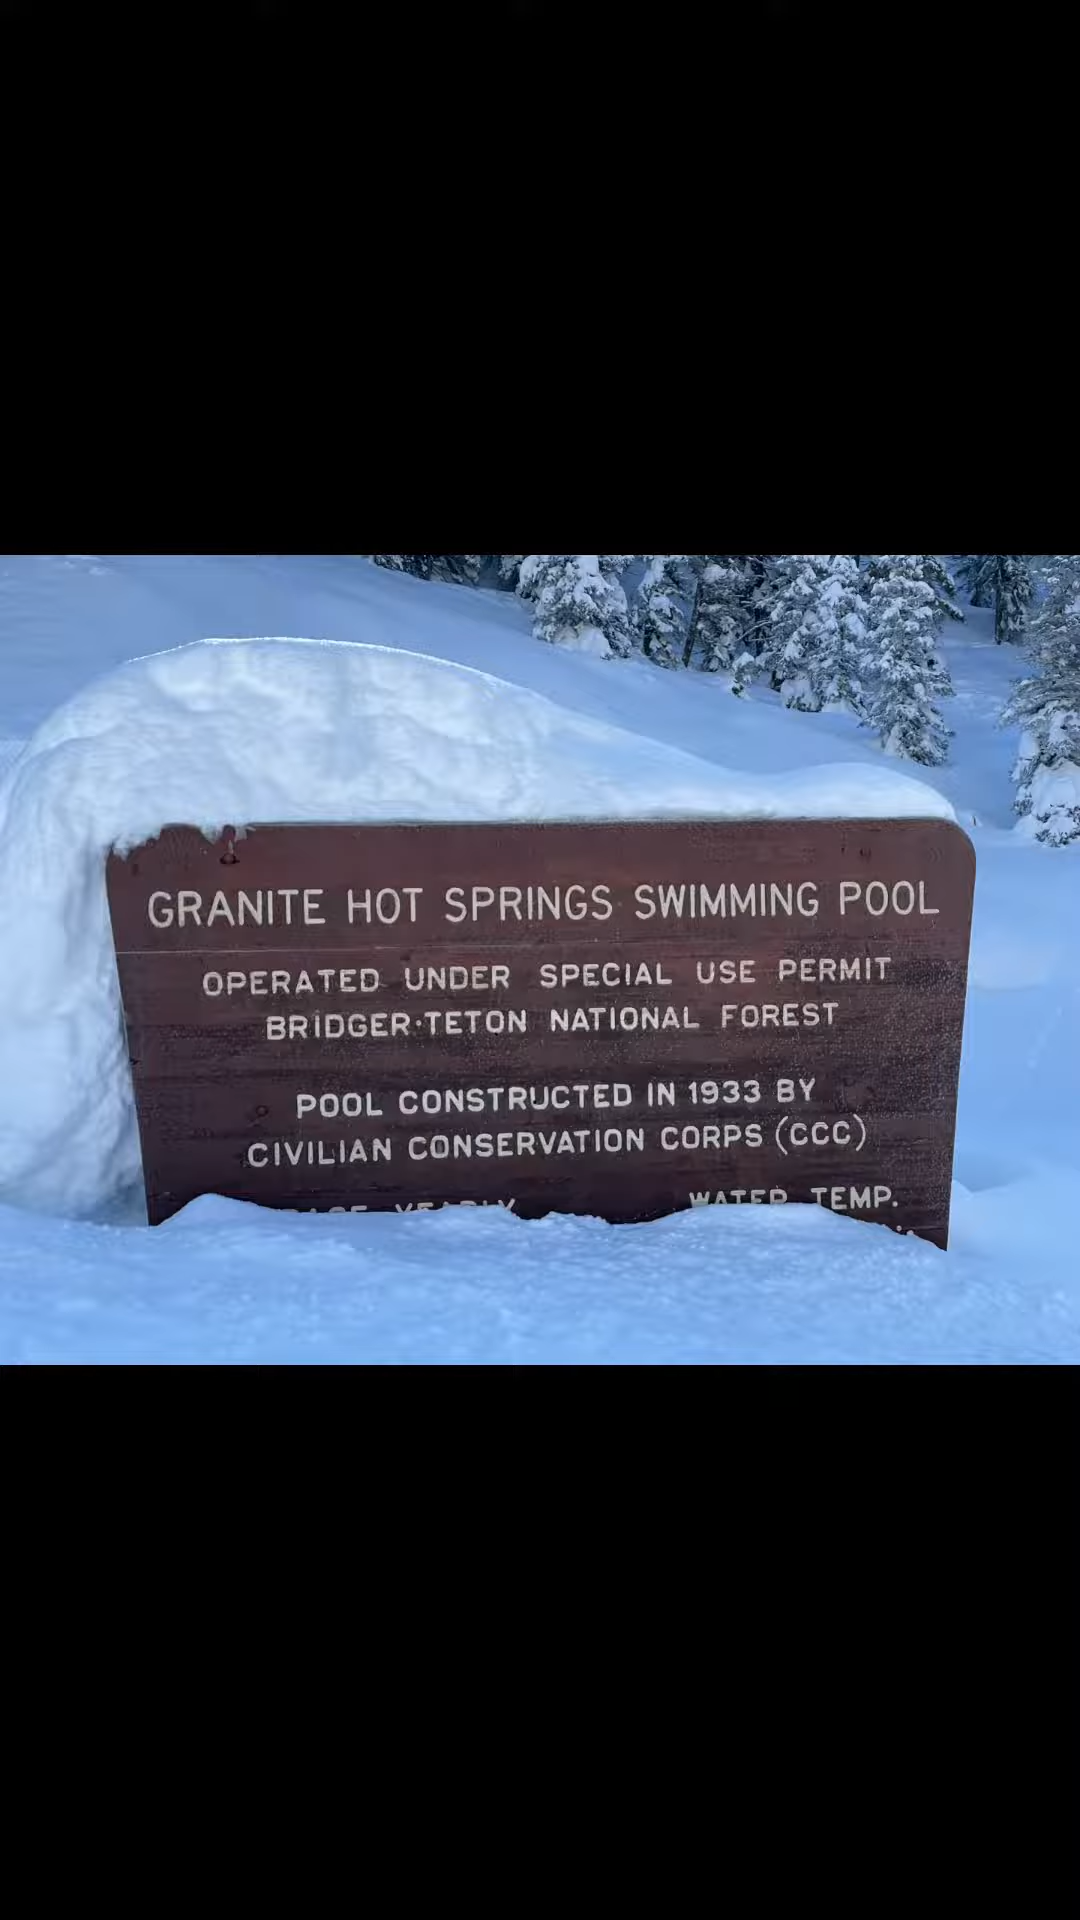 GRANITE HOT SPRINGS SWIMMING POOL
OPERATED UNDER SPECIAL USE PERMIT
BRIDGER-TETON NATIONAL FOREST
POOL CONSTRUCTED IN 1933 BY
CIVILIAN CONSERVATION CORPS (CCC)
YEARLY WATER TEMP.